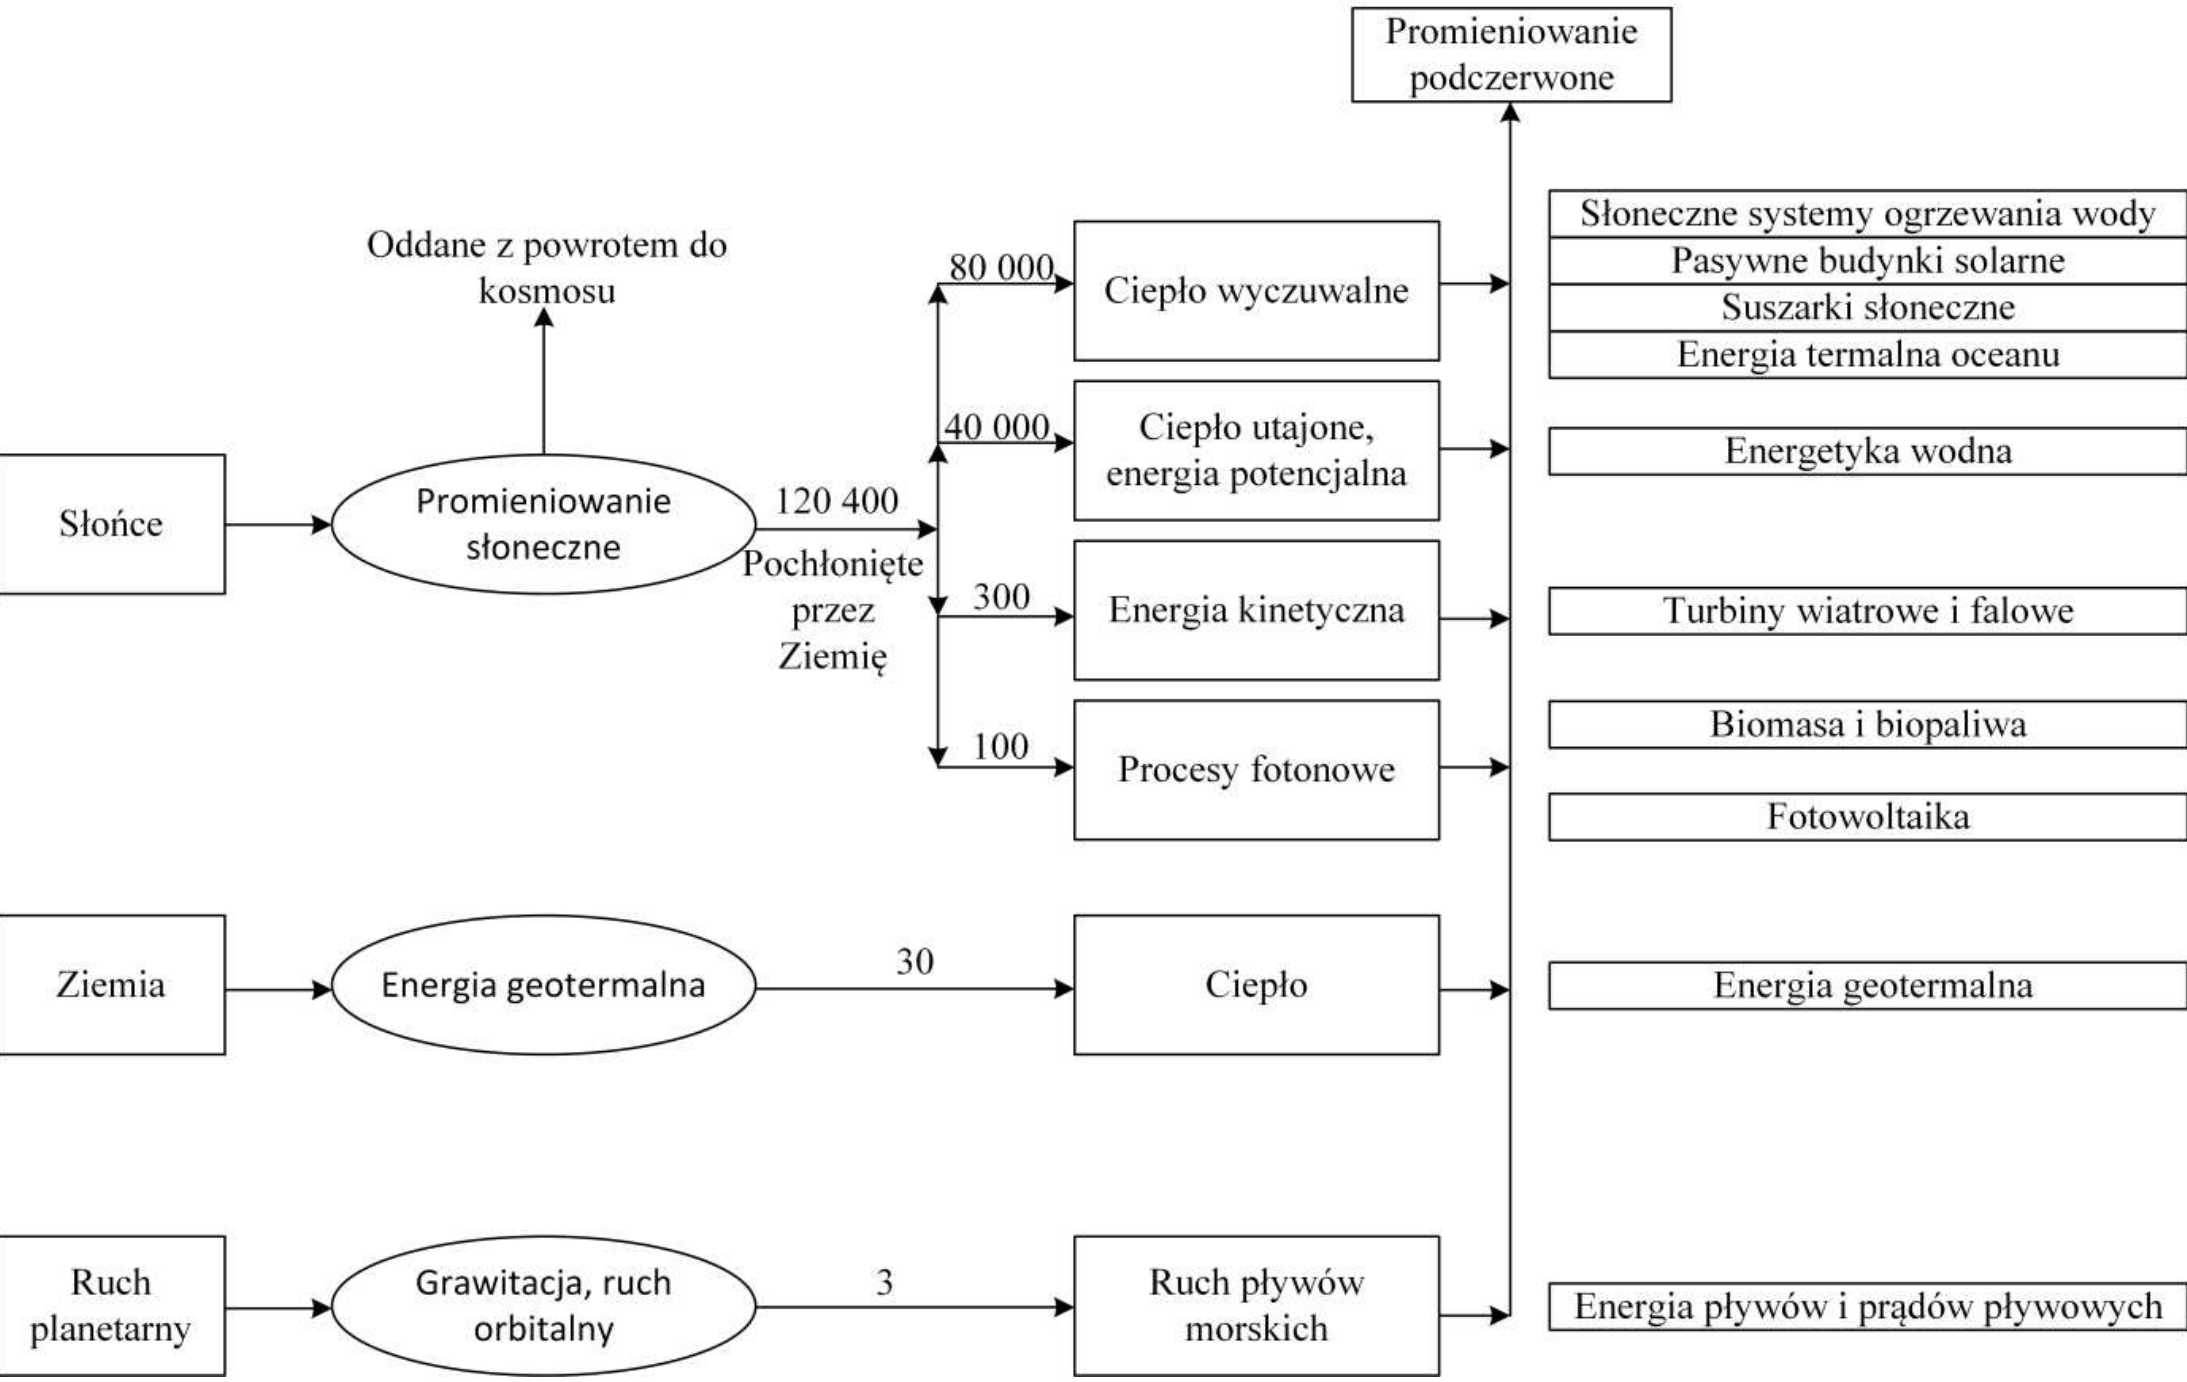 Promieniowanie
podczerwone
Oddane z powrotem do
kosmosu
Słońce
Promieniowanie
słoneczne
120 400
Pochłonięte
przez
Ziemię
80 000
Ciepło wyczuwalne
40 000
Ciepło utajone,
energia potencjalna
300
Energia kinetyczna
100
Procesy fotonowe
Słoneczne systemy ogrzewania wody
Pasywne budynki solarne
Suszarki słoneczne
Energia termalna oceanu
Energetyka wodna
Turbiny wiatrowe i falowe
Biomasa i biopaliwa
Fotowoltaika
Ziemia
Energia geotermalna
30
Ciepło
Energia geotermalna
Ruch
planetarny
Grawitacja, ruch
orbitalny
3
Ruch pływów
morskich
Energia pływów i prądów pływowych